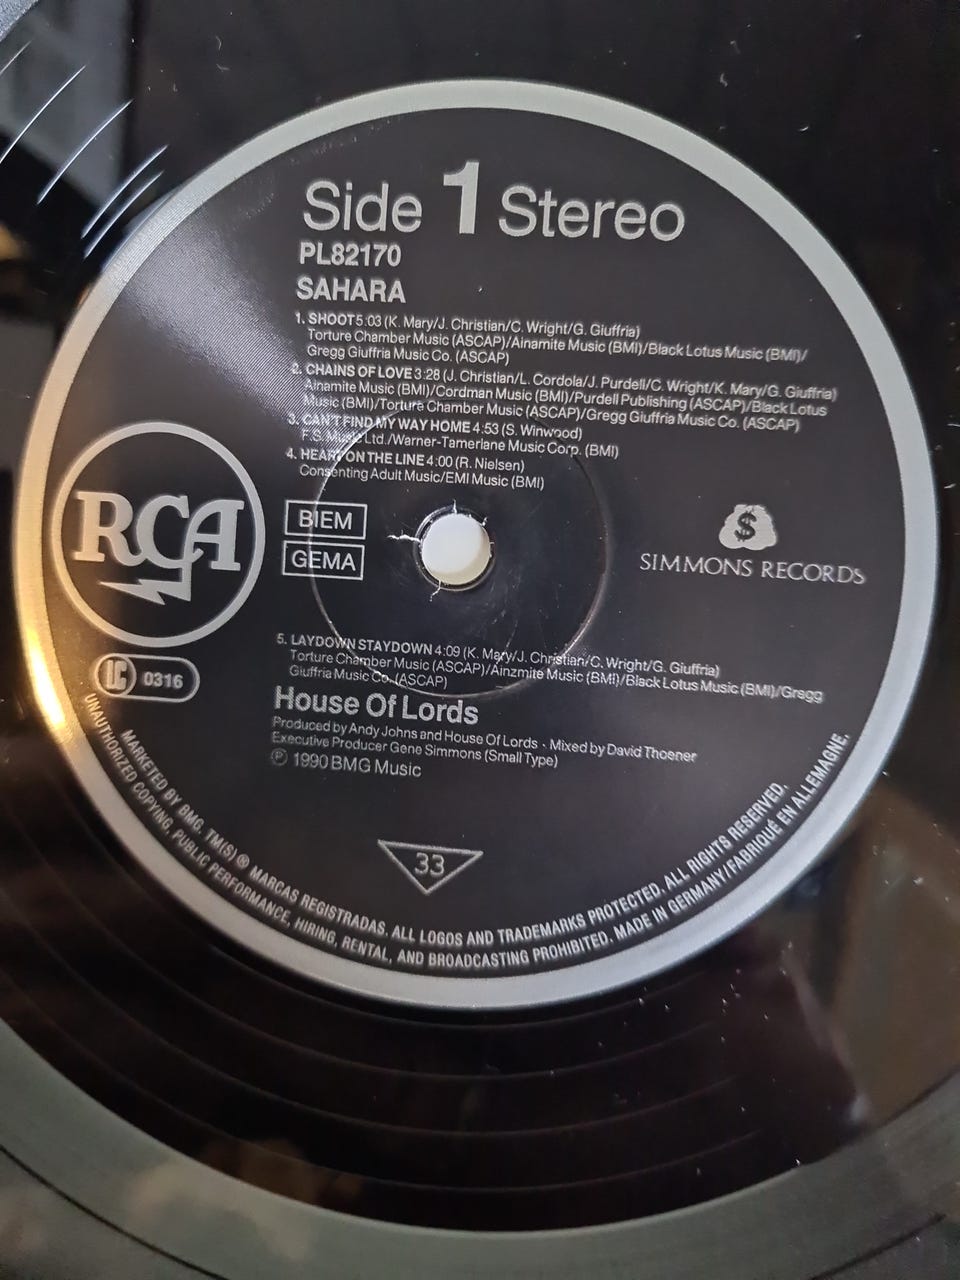 Side 1 Stereo
PL82170
SAHARA
1. SHOOT 5:03 (K. Mary/J. Christian/C. Wright/G. Giuffria)
Torture Chamber Music (ASCAP)/Ainamite Music (BMI)/Black Lotus Music (BMI)/
Gregg Giuffria Music Co. (ASCAP)
2. CHAINS OF LOVE 3:28 (J. Christian/L. Cordola/J. Purdell/C. Wright/K. Mary/G. Giuffria)
Ainamite Music (BMI)/Cordman Music (BMI)/Purdell Publishing (ASCAP)/Black Lotus
Music (BMI)/Torture Chamber Music (ASCAP)/Gregg Giuffria Music Co. (ASCAP)
3. CAN'T FIND MY WAY HOME 4:53 (S. Winwood)
F.S. Music Ltd./Warner-Tamerlane Music Corp. (BMI)
4. HEART ON THE LINE 4:00 (R. Nielsen)
Consenting Adult Music/EMI Music (BMI)
RCA
BIEM
GEMA
$
SIMMONS RECORDS
5. LAYDOWN STAYDOWN 4:09 (K. Mary/J. Christian/C. Wright/G. Giuffria)
Torture Chamber Music (ASCAP)/Ainzmite Music (BMI)/Black Lotus Music (BMI)/Gregg
Giuffria Music Co. (ASCAP)
LC 0316
House Of Lords
Produced by Andy Johns and House Of Lords · Mixed by David Thoener
Executive Producer Gene Simmons (Small Type)
℗ 1990 BMG Music
33
MARKETED BY BMG. TM(S) ® MARCAS REGISTRADAS. ALL LOGOS AND TRADEMARKS PROTECTED. ALL RIGHTS RESERVED.
UNAUTHORIZED COPYING, PUBLIC PERFORMANCE, HIRING, RENTAL, AND BROADCASTING PROHIBITED. MADE IN GERMANY/FABRIQUÉ EN ALLEMAGNE.